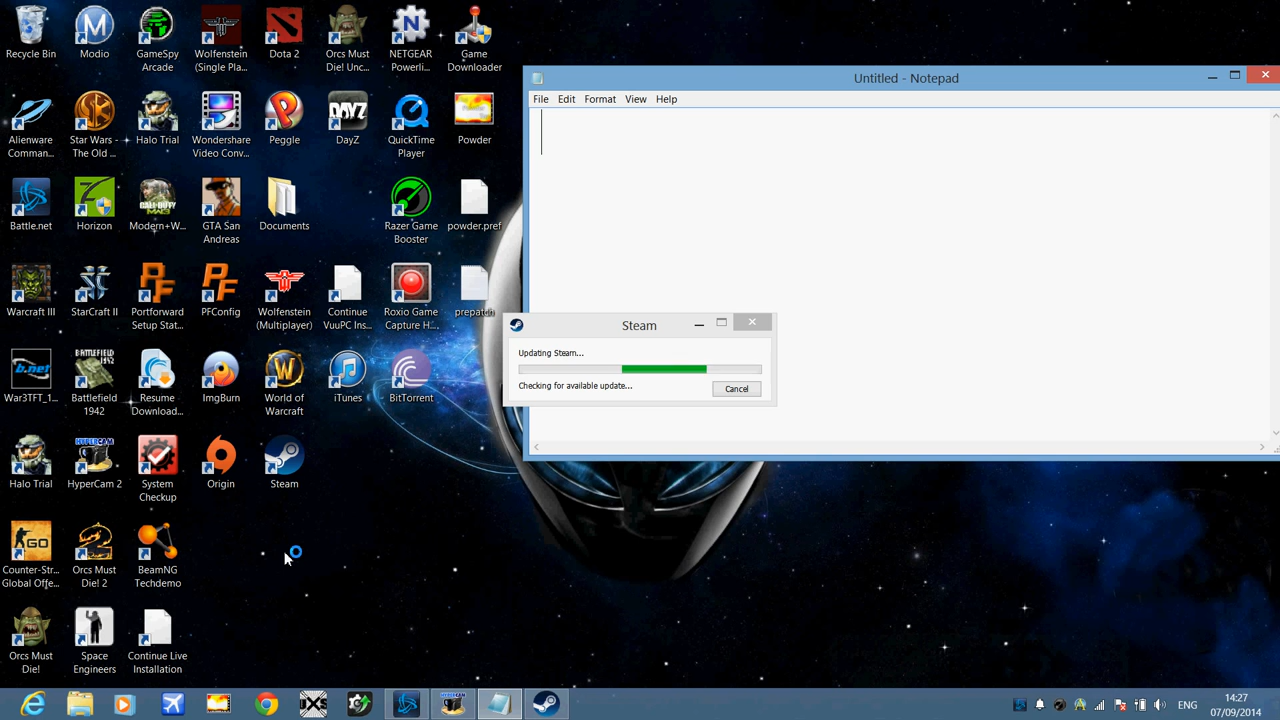 Recycle Bin
Modio
GameSpy
Arcade
Wolfenstein
(Single Pla...
Dota 2
Orcs Must
Die! Unc...
NETGEAR
Powerli...
Game
Downloader
Alienware
Comman...
Star Wars -
The Old ...
Halo Trial
Wondershare
Video Conv...
Peggle
DAYZ
DayZ
QuickTime
Player
Powder
Battle.net
Horizon
Modern+W...
GTA San
Andreas
Documents
Razer Game
Booster
powder.pref
Warcraft III
StarCraft II
Portforward
Setup Stat...
PFConfig
Wolfenstein
(Multiplayer)
Continue
VuuPC Ins...
Roxio Game
Capture H...
prepatch
War3TFT_1...
Battlefield
1942
Resume
Download...
ImgBurn
World of
Warcraft
iTunes
BitTorrent
Halo Trial
HyperCam 2
System
Checkup
Origin
Steam
Counter-Str...
Global Offe...
Orcs Must
Die! 2
BeamNG
Techdemo
Orcs Must
Die!
Space
Engineers
Continue Live
Installation
Untitled - Notepad
File Edit Format View Help
Steam
Updating Steam...
Checking for available update...
Cancel
ENG
14:27
07/09/2014